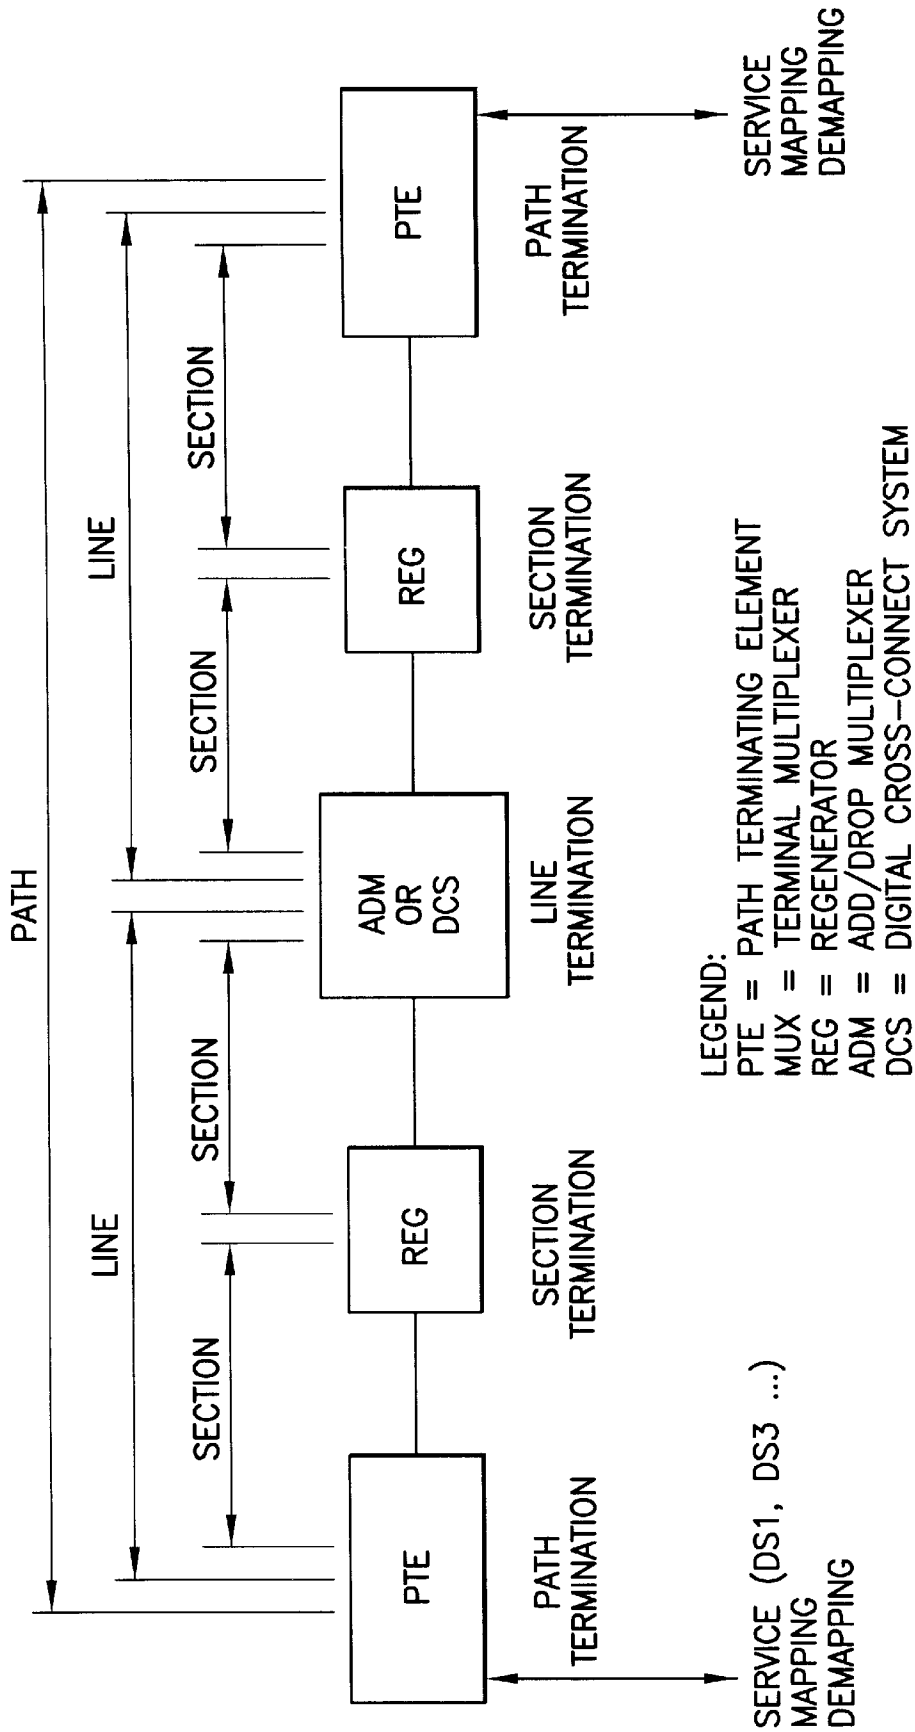 PATH
LINE
LINE
SECTION
SECTION
SECTION
SECTION
PTE
REG
ADM
OR
DCS
REG
PTE
PATH
TERMINATION
SECTION
TERMINATION
LINE
TERMINATION
SECTION
TERMINATION
PATH
TERMINATION
SERVICE (DS1, DS3 ...)
MAPPING
DEMAPPING
LEGEND:
PTE = PATH TERMINATING ELEMENT
MUX = TERMINAL MULTIPLEXER
REG = REGENERATOR
ADM = ADD/DROP MULTIPLEXER
DCS = DIGITAL CROSS-CONNECT SYSTEM
SERVICE
MAPPING
DEMAPPING